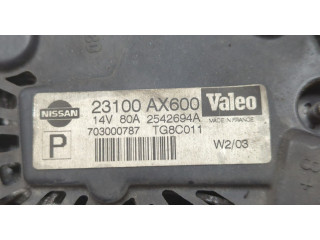 NISSAN
23100 AX600
Valeo
14V 80A 2542694A
MADE IN FRANCE
703000787 TG8C011
P
W2/03